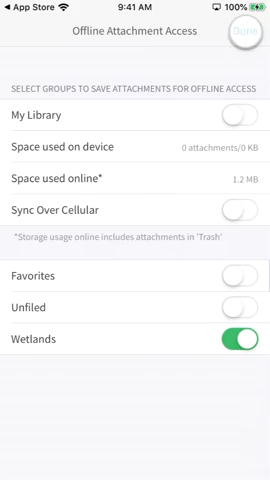 App Store
9:41 AM
100%
Offline Attachment Access
Done
SELECT GROUPS TO SAVE ATTACHMENTS FOR OFFLINE ACCESS
My Library
Space used on device
0 attachments/0 KB
Space used online*
1.2 MB
Sync Over Cellular
*Storage usage online includes attachments in 'Trash'
Favorites
Unfiled
Wetlands